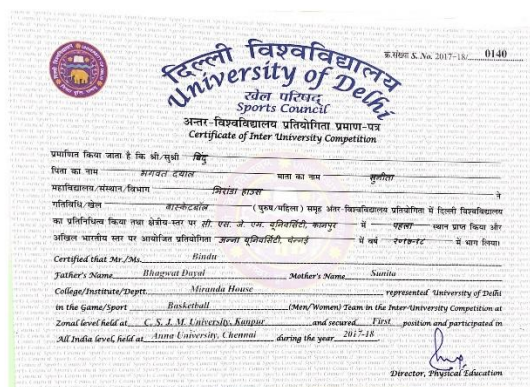 दिल्ली विश्वविद्यालय
क्र.संख्या S. No. 2017-18/ 0140
University of Delhi
खेल परिषद्
Sports Council
अन्तर-विश्वविद्यालय प्रतियोगिता प्रमाण-पत्र
Certificate of Inter University Competition
प्रमाणित किया जाता है कि श्री/सुश्री बिंदु
पिता का नाम भगवत दयाल माता का नाम सुनीता
महाविद्यालय/संस्थान/विभाग मिरांडा हाउस ने
गतिविधि/खेल बास्केटबॉल (पुरुष/महिला) समूह अंतर-विश्वविद्यालय प्रतियोगिता में दिल्ली विश्वविद्यालय
का प्रतिनिधित्व किया तथा क्षेत्रीय-स्तर पर सी. एस. जे. एम. यूनिवर्सिटी, कानपुर में पहला स्थान प्राप्त किया और
अखिल भारतीय स्तर पर आयोजित प्रतियोगिता अन्ना यूनिवर्सिटी, चेन्नई में वर्ष २०१७-१८ में भाग लिया।
Certified that Mr./Ms. Bindu
Father's Name Bhagwat Dayal Mother's Name Sunita
College/Institute/Deptt. Miranda House represented University of Delhi
in the Game/Sport Basketball (Men/Women) Team in the Inter-University Competition at
Zonal level held at C. S. J. M. University, Kanpur and secured First position and participated in
All India level, held at Anna University, Chennai during the year 2017-18
Director, Physical Education